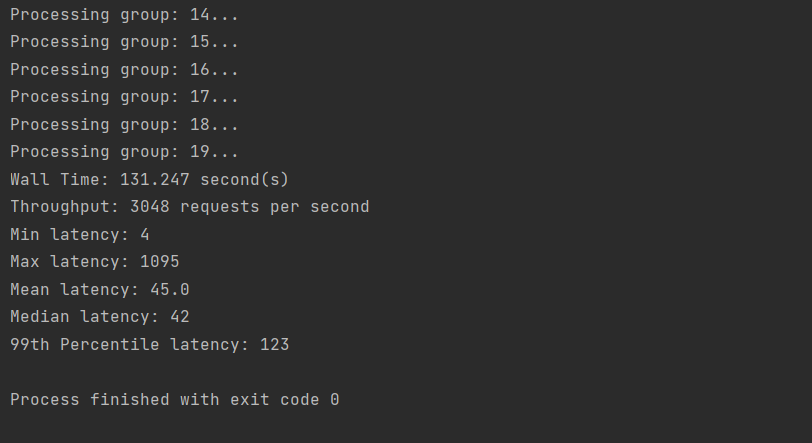 Processing group: 14...
Processing group: 15...
Processing group: 16...
Processing group: 17...
Processing group: 18...
Processing group: 19...
Wall Time: 131.247 second(s)
Throughput: 3048 requests per second
Min latency: 4
Max latency: 1095
Mean latency: 45.0
Median latency: 42
99th Percentile latency: 123
Process finished with exit code 0